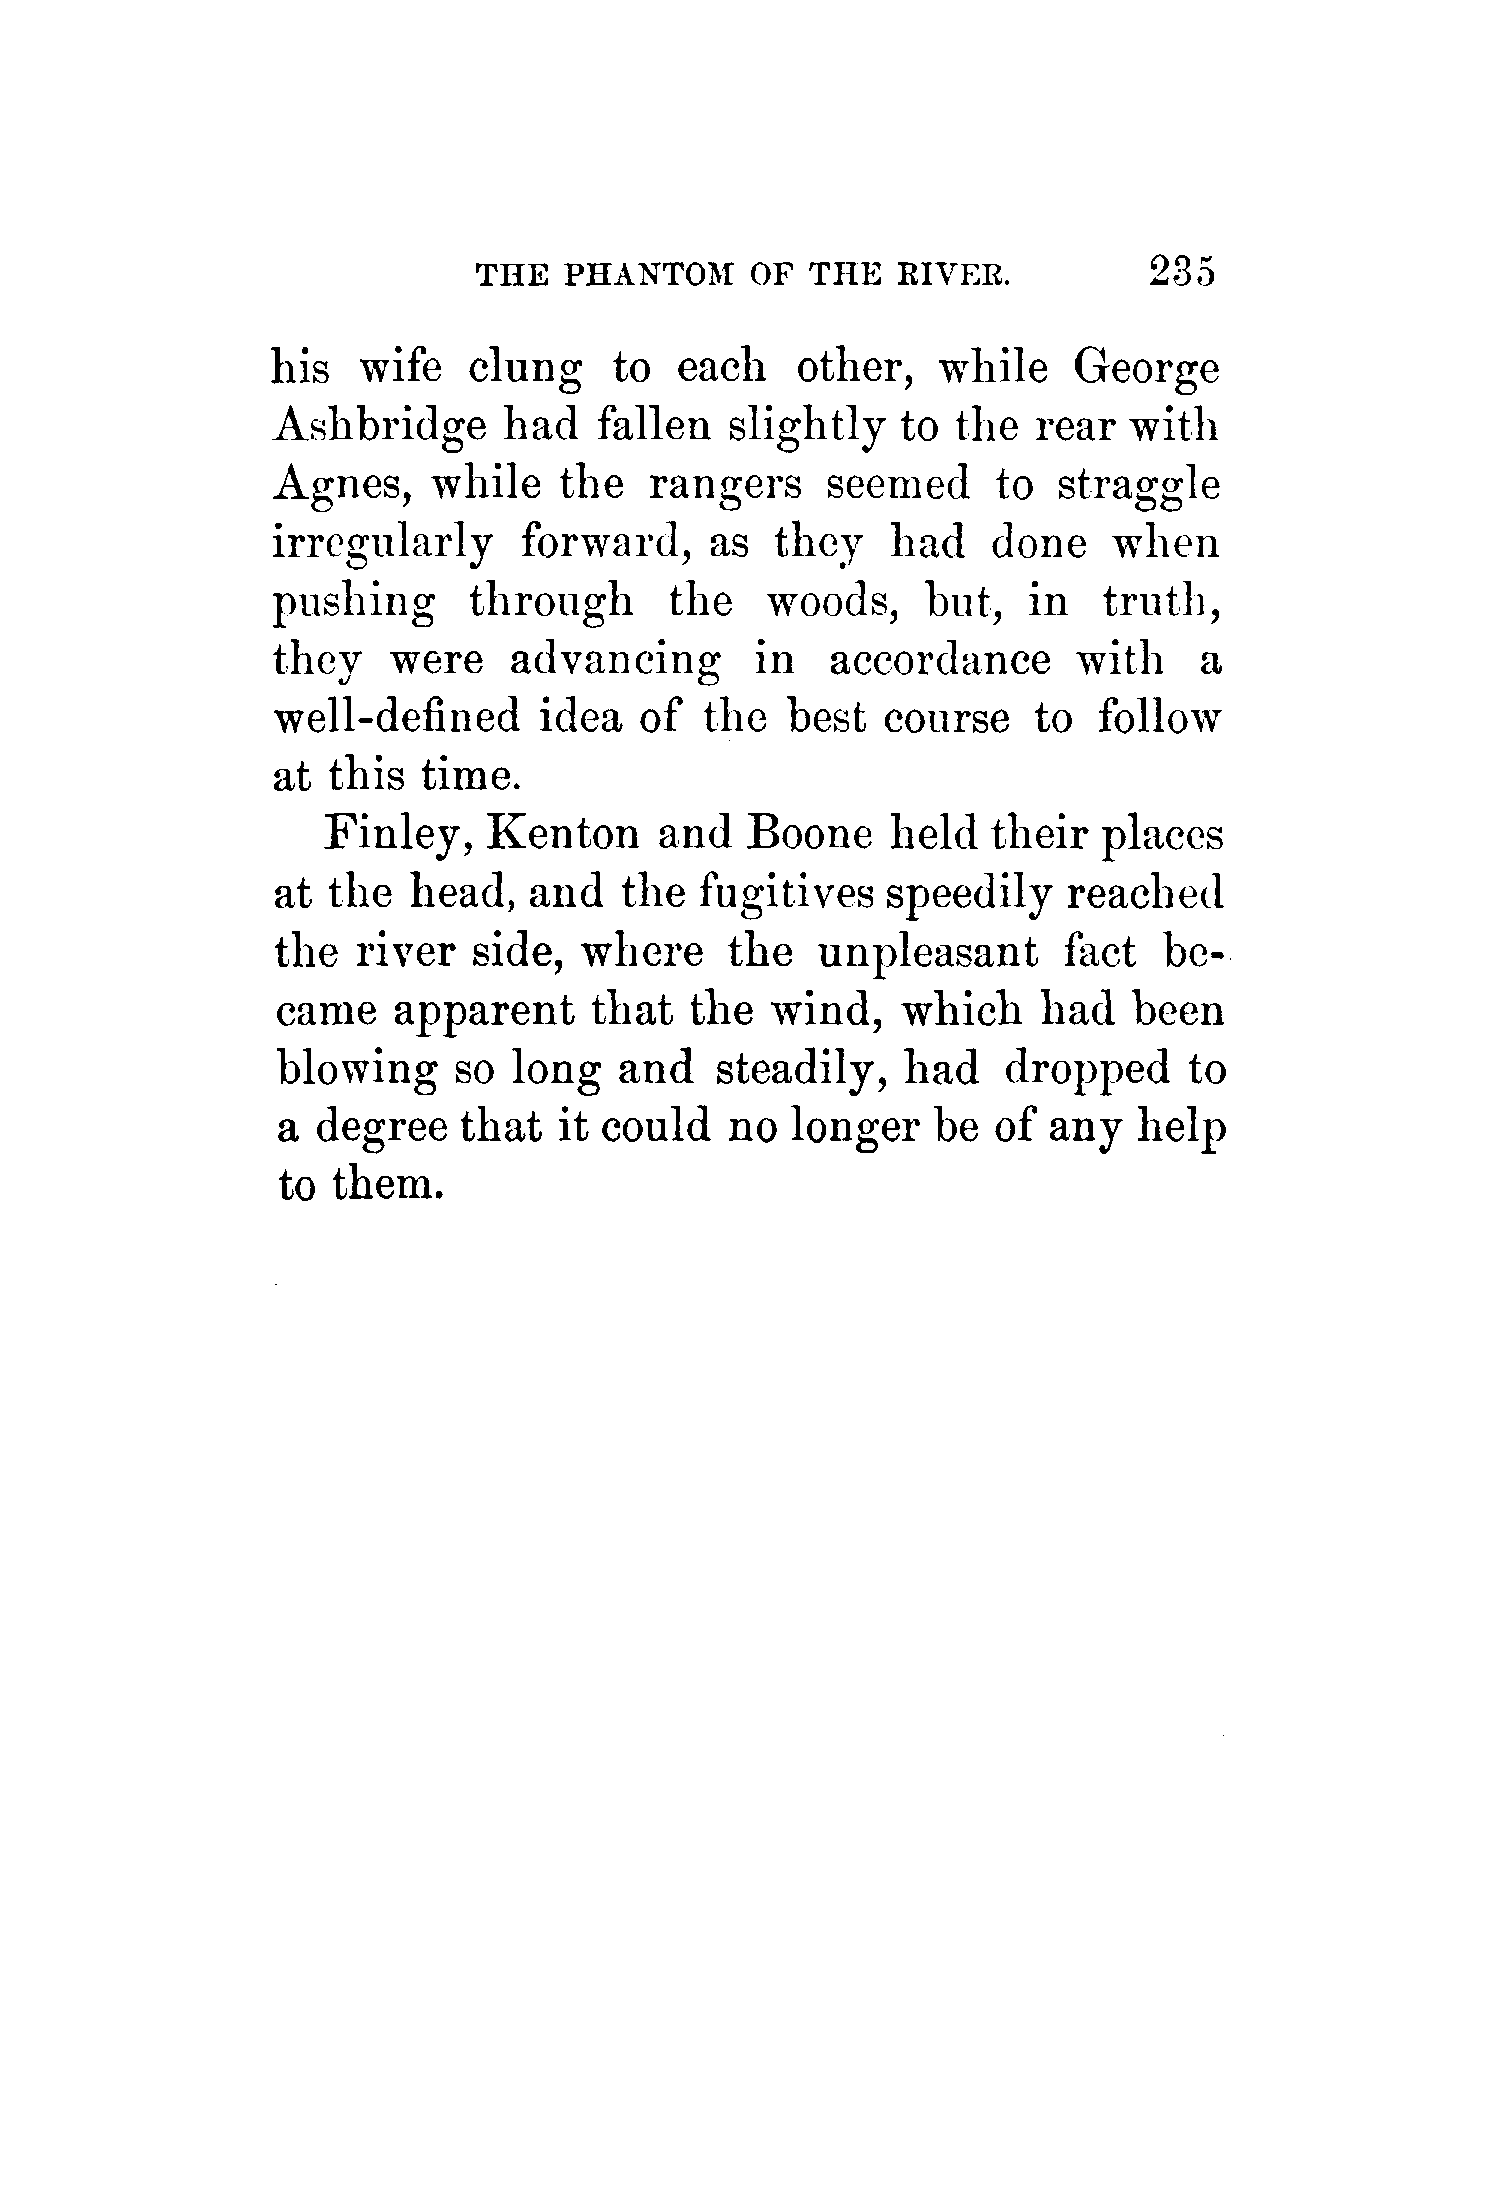 THE PHANTOM OF THE RIVER. 235
his wife clung to each other, while George
Ashbridge had fallen slightly to the rear with
Agnes, while the rangers seemed to straggle
irregularly forward, as they had done when
pushing through the woods, but, in truth,
they were advancing in accordance with a
well-defined idea of the best course to follow
at this time.
Finley, Kenton and Boone held their places
at the head, and the fugitives speedily reached
the river side, where the unpleasant fact be-
came apparent that the wind, which had been
blowing so long and steadily, had dropped to
a degree that it could no longer be of any help
to them.